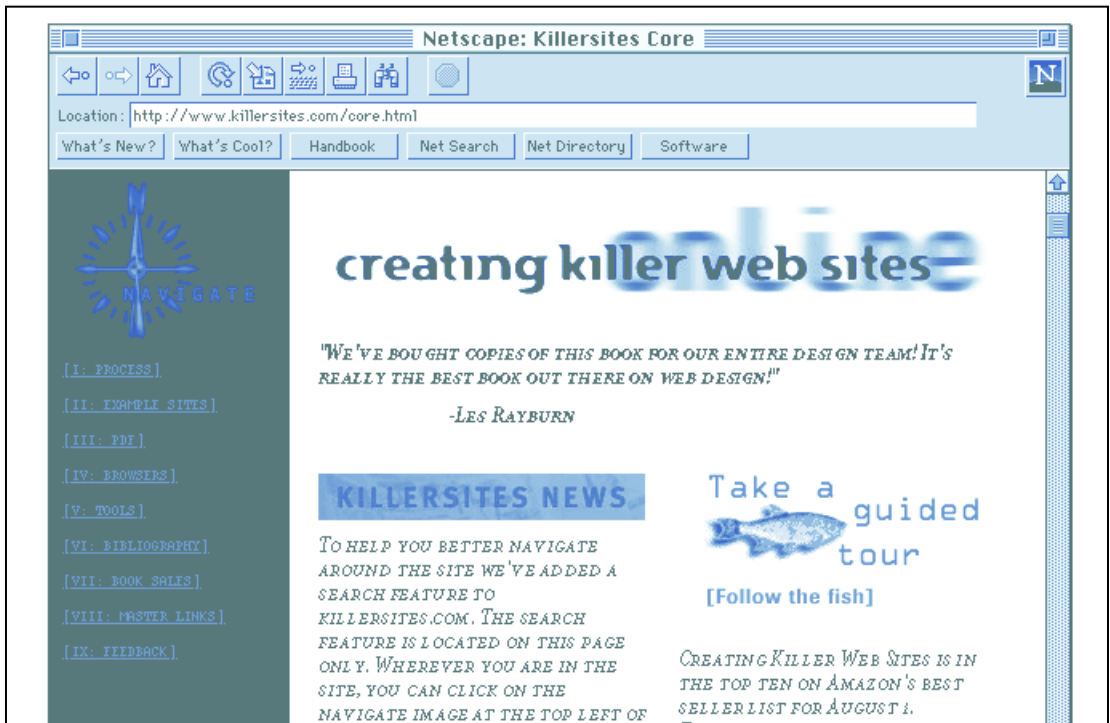 Netscape: Killersites Core
N
Location: http://www.killersites.com/core.html
What's New? What's Cool? Handbook Net Search Net Directory Software
NAVIGATE
[I: PROCESS]
[II: EXAMPLE SITES]
[III: PDF]
[IV: BROWSERS]
[V: TOOLS]
[VI: BIBLIOGRAPHY]
[VII: BOOK SALES]
[VIII: MASTER LINKS]
[IX: FEEDBACK]
online
creating killer web sites
"WE'VE BOUGHT COPIES OF THIS BOOK FOR OUR ENTIRE DESIGN TEAM! IT'S
REALLY THE BEST BOOK OUT THERE ON WEB DESIGN!"
-LES RAYBURN
KILLERSITES NEWS
TO HELP YOU BETTER NAVIGATE
AROUND THE SITE WE'VE ADDED A
SEARCH FEATURE TO
KILLERSITES.COM. THE SEARCH
FEATURE IS LOCATED ON THIS PAGE
ONLY. WHEREVER YOU ARE IN THE
SITE, YOU CAN CLICK ON THE
NAVIGATE IMAGE AT THE TOP LEFT OF
Take a
guided
tour
[Follow the fish]
CREATING KILLER WEB SITES IS IN
THE TOP TEN ON AMAZON'S BEST
SELLER LIST FOR AUGUST 1.